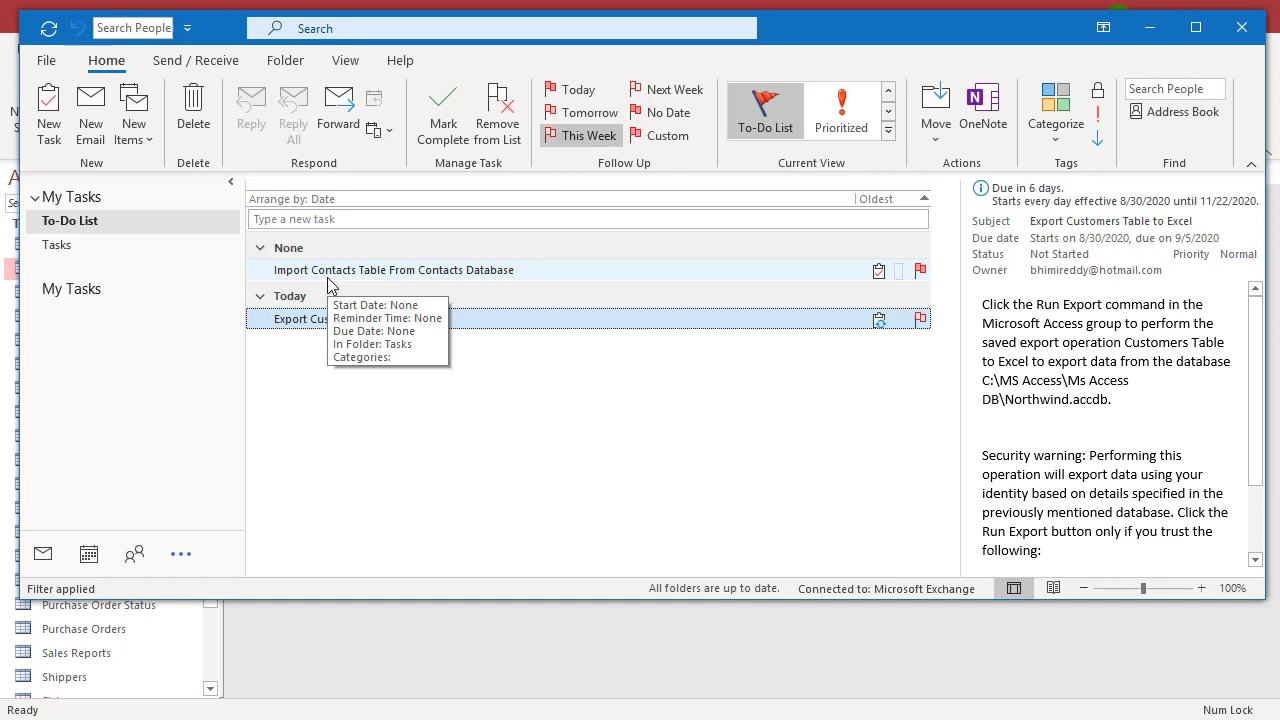 Search People
Search
File Home Send / Receive Folder View Help
New Task
New Email
New Items
New
Delete
Delete
Reply
Reply All
Forward
Respond
Mark Complete
Remove from List
Manage Task
Today
Tomorrow
This Week
Next Week
No Date
Custom
Follow Up
To-Do List
Prioritized
Current View
Move
OneNote
Actions
Categorize
Tags
Search People
Address Book
Find
My Tasks
To-Do List
Tasks
My Tasks
Arrange by: Date Oldest
Type a new task
None
Import Contacts Table From Contacts Database
Today
Export Cus
Start Date: None
Reminder Time: None
Due Date: None
In Folder: Tasks
Categories:
Due in 6 days.
Starts every day effective 8/30/2020 until 11/22/2020.
Subject Export Customers Table to Excel
Due date Starts on 8/30/2020, due on 9/5/2020
Status Not Started Priority Normal
Owner bhimireddy@hotmail.com
Click the Run Export command in the
Microsoft Access group to perform the
saved export operation Customers Table
to Excel to export data from the database
C:\MS Access\Ms Access
DB\Northwind.accdb.
Security warning: Performing this
operation will export data using your
identity based on details specified in the
previously mentioned database. Click the
Run Export button only if you trust the
following:
Filter applied All folders are up to date. Connected to: Microsoft Exchange 100%
Purchase Order Status
Purchase Orders
Sales Reports
Shippers
Ready Num Lock